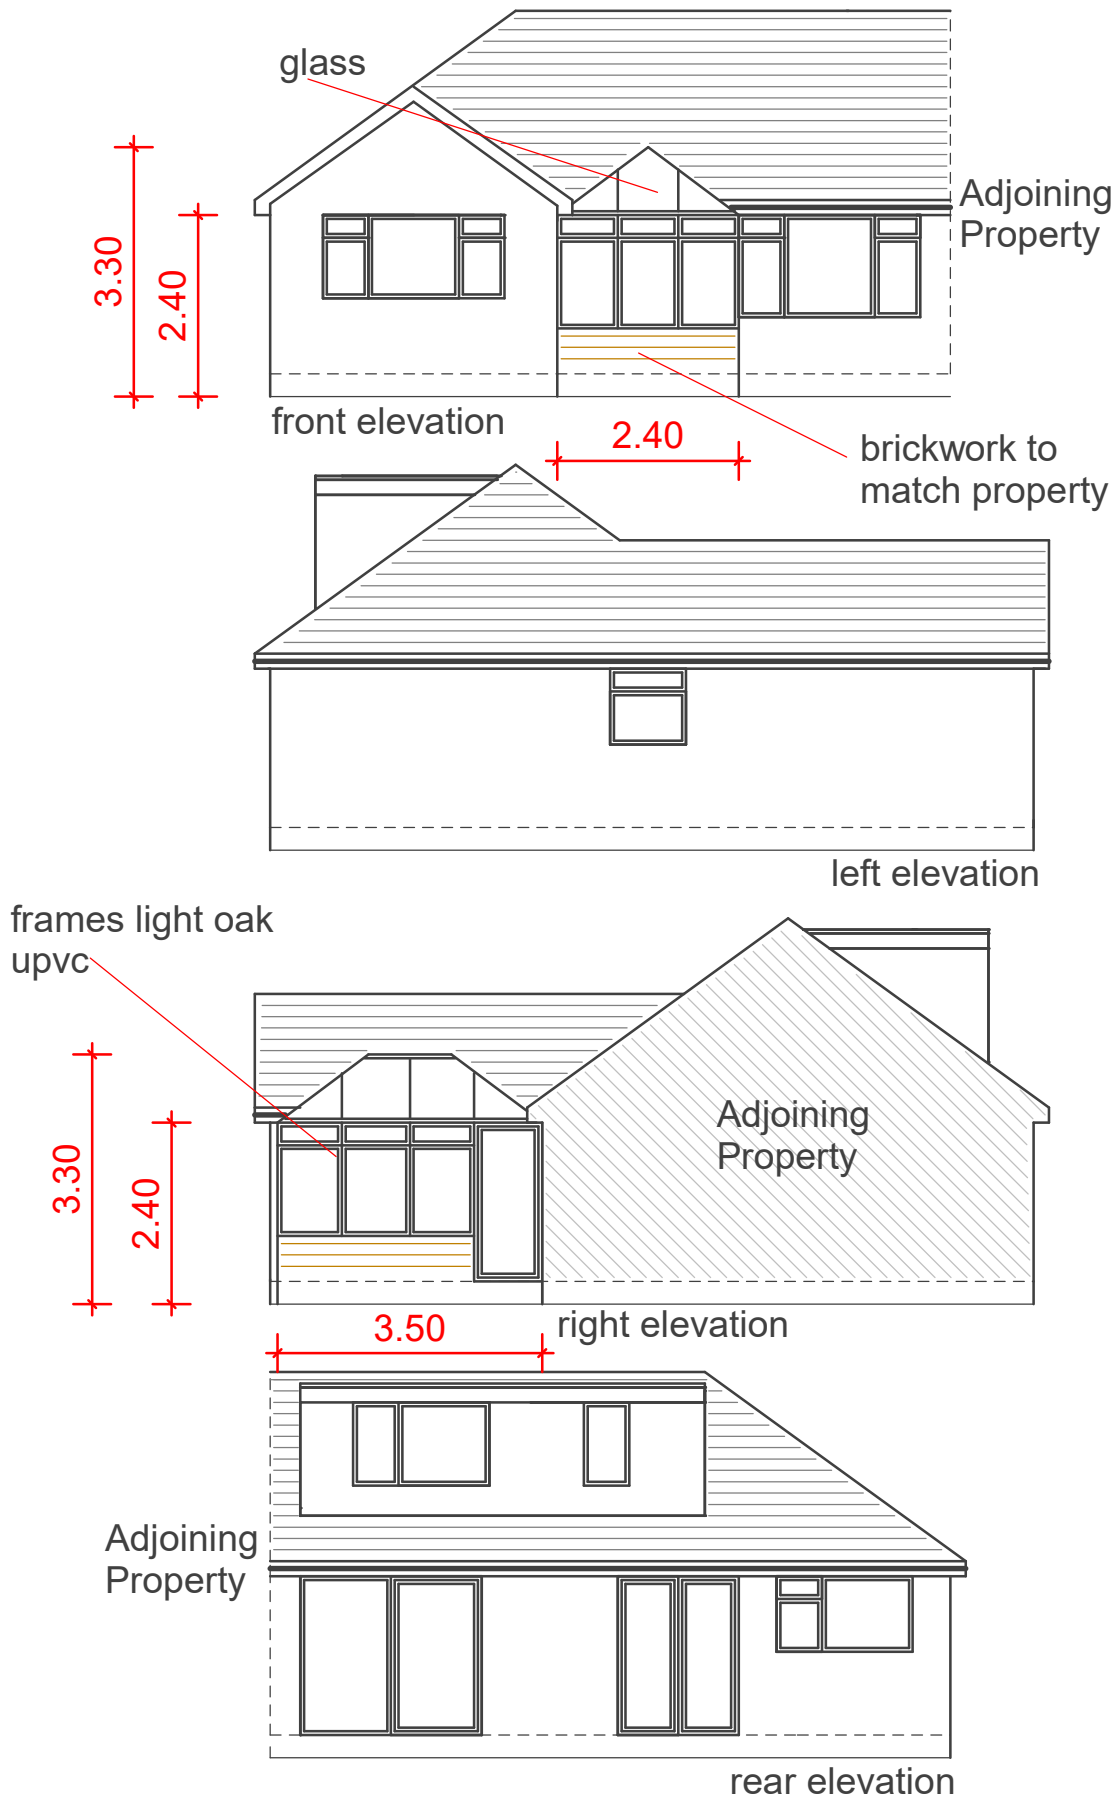 glass
Adjoining
Property
3.30
2.40
front elevation
2.40
brickwork to
match property
left elevation
frames light oak
upvc
Adjoining
Property
3.30
2.40
3.50
right elevation
Adjoining
Property
rear elevation